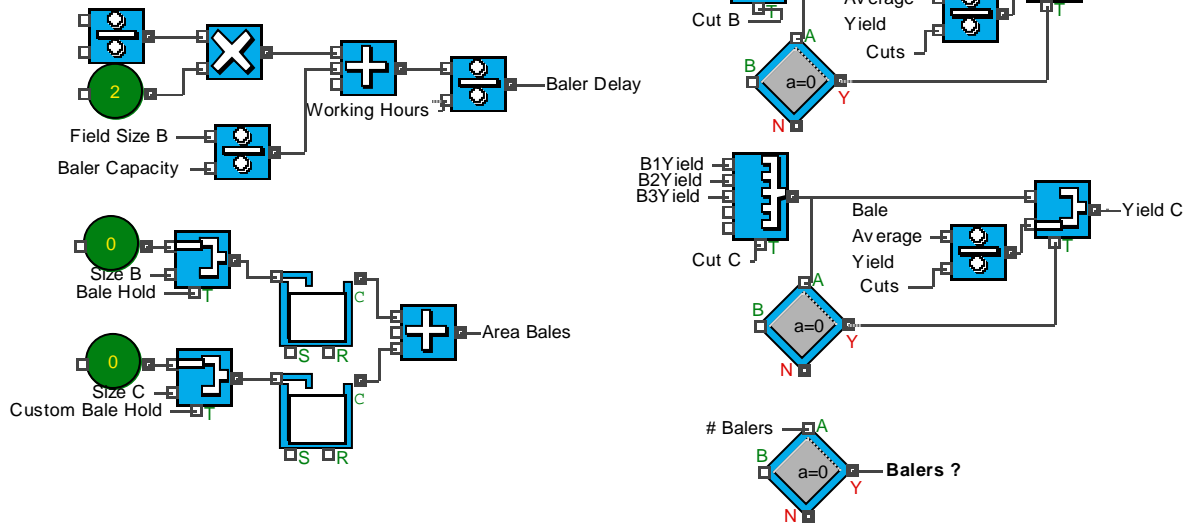 2
Field Size B
Baler Capacity
Working Hours
Baler Delay
0
Size B
Bale Hold
T
C
S R
0
Size C
Custom Bale Hold
T
C
S R
Area Bales
Cut B
T
Average
Yield
Cuts
T
A
B
a=0
Y
N
B1Yield
B2Yield
B3Yield
Cut C
T
Bale
Average
Yield
Cuts
T
Yield C
A
B
a=0
Y
N
# Balers
A
B
a=0
Y
N
Balers ?